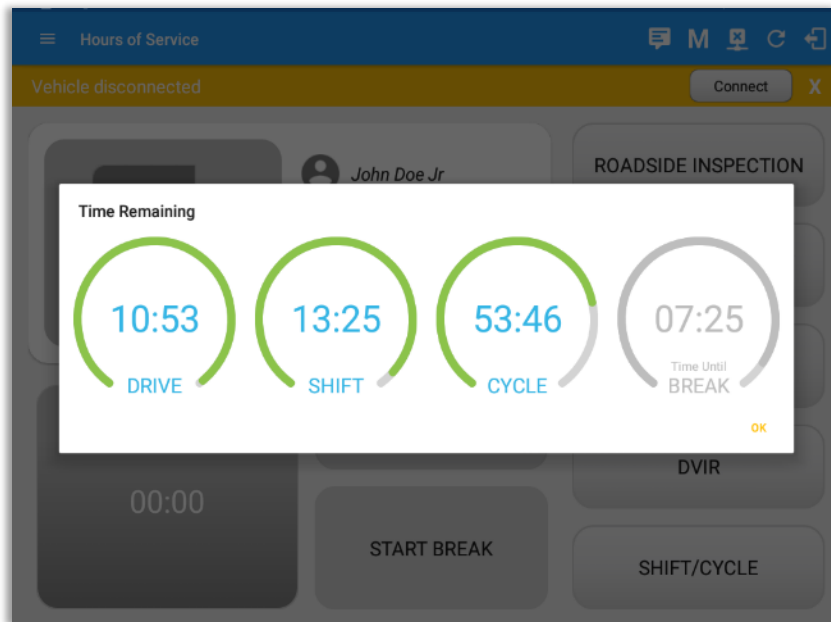 Hours of Service
M
Vehicle disconnected
Connect
X
John Doe Jr
ROADSIDE INSPECTION
Time Remaining
10:53
DRIVE
13:25
SHIFT
53:46
CYCLE
07:25
Time Until
BREAK
OK
DVIR
00:00
START BREAK
SHIFT/CYCLE